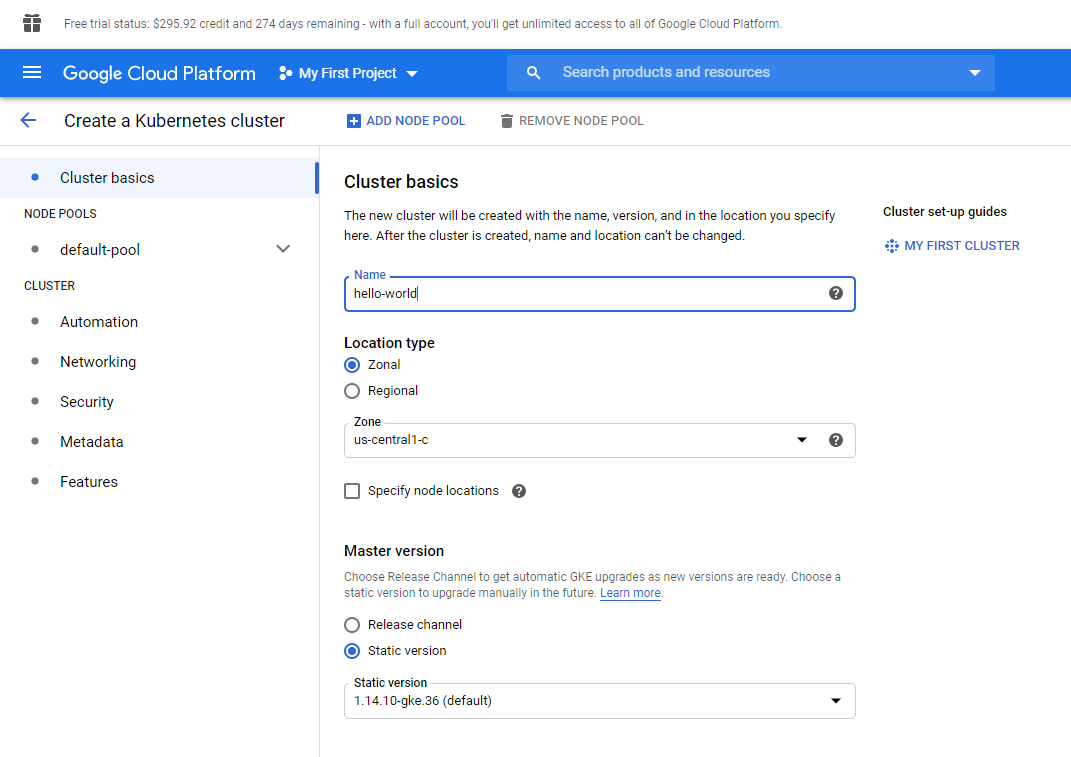 Free trial status: $295.92 credit and 274 days remaining - with a full account, you'll get unlimited access to all of Google Cloud Platform.
Google Cloud Platform
My First Project
Search products and resources
Create a Kubernetes cluster
ADD NODE POOL
REMOVE NODE POOL
Cluster basics
NODE POOLS
default-pool
CLUSTER
Automation
Networking
Security
Metadata
Features
Cluster basics
The new cluster will be created with the name, version, and in the location you specify
here. After the cluster is created, name and location can't be changed.
Name
hello-world
Location type
Zonal
Regional
Zone
us-central1-c
Specify node locations
Master version
Choose Release Channel to get automatic GKE upgrades as new versions are ready. Choose a
static version to upgrade manually in the future. Learn more.
Release channel
Static version
Static version
1.14.10-gke.36 (default)
Cluster set-up guides
MY FIRST CLUSTER